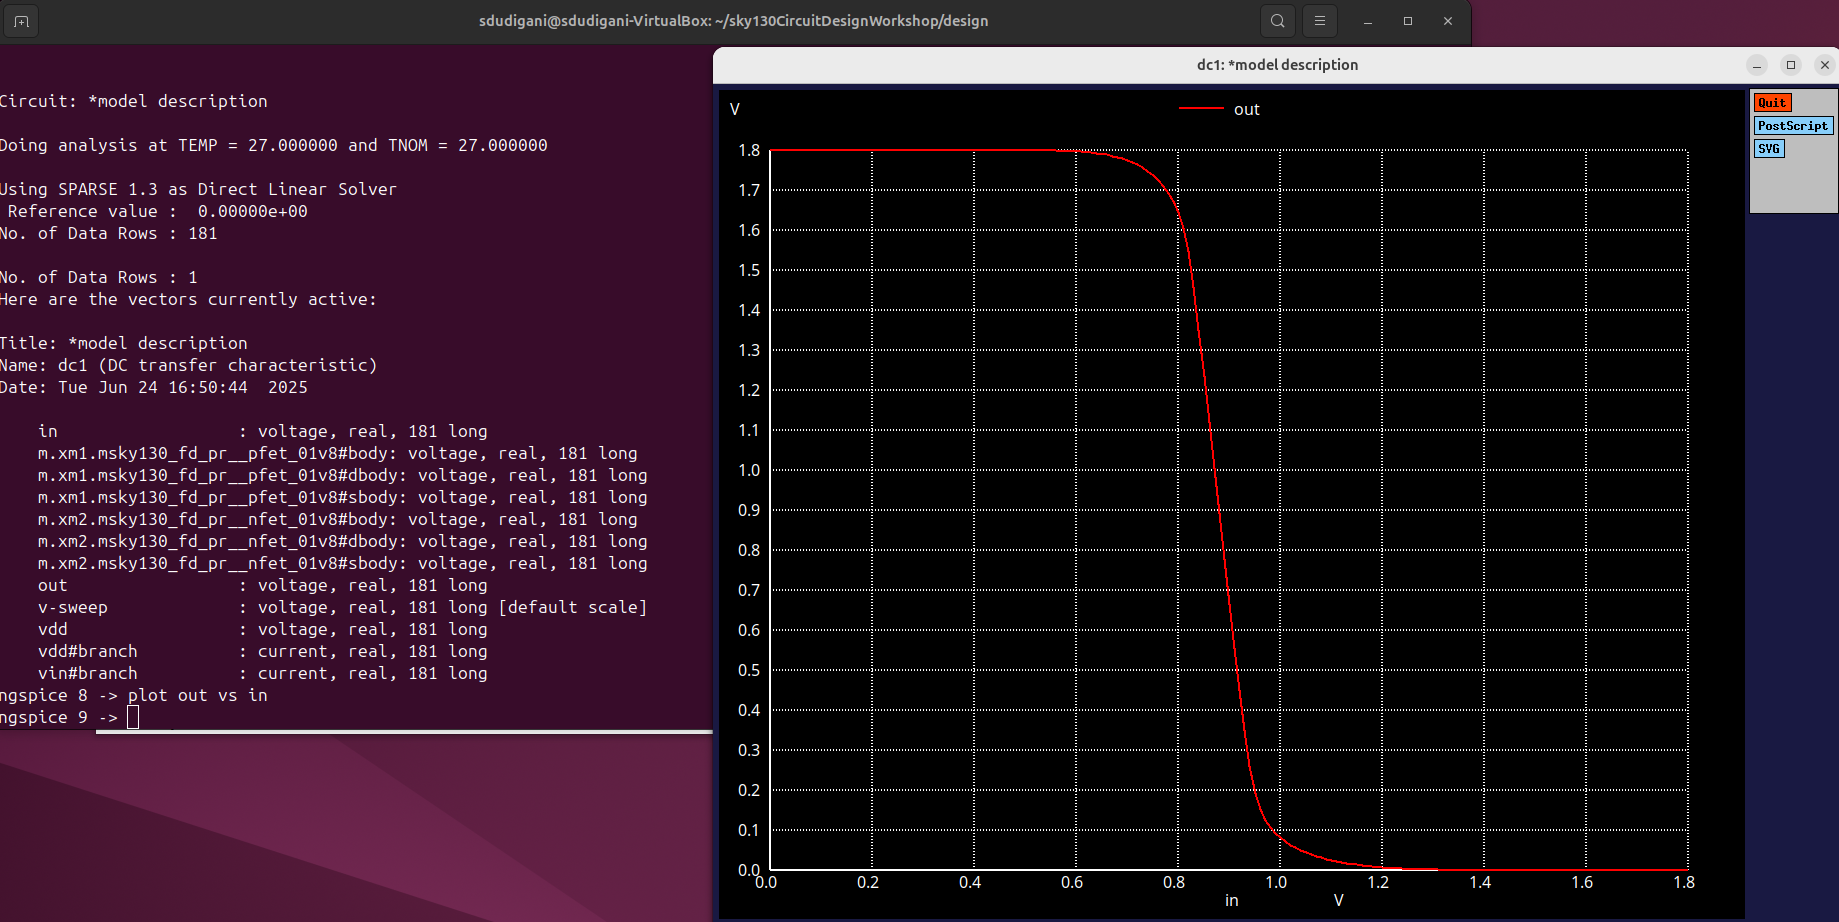 sdudigani@sdudigani-VirtualBox: ~/sky130CircuitDesignWorkshop/design
Circuit: *model description
Doing analysis at TEMP = 27.000000 and TNOM = 27.000000
Using SPARSE 1.3 as Direct Linear Solver
Reference value :  0.00000e+00
No. of Data Rows : 181
No. of Data Rows : 1
Here are the vectors currently active:
Title: *model description
Name: dc1 (DC transfer characteristic)
Date: Tue Jun 24 16:50:44  2025
in                  : voltage, real, 181 long
m.xm1.msky130_fd_pr__pfet_01v8#body: voltage, real, 181 long
m.xm1.msky130_fd_pr__pfet_01v8#dbody: voltage, real, 181 long
m.xm1.msky130_fd_pr__pfet_01v8#sbody: voltage, real, 181 long
m.xm2.msky130_fd_pr__nfet_01v8#body: voltage, real, 181 long
m.xm2.msky130_fd_pr__nfet_01v8#dbody: voltage, real, 181 long
m.xm2.msky130_fd_pr__nfet_01v8#sbody: voltage, real, 181 long
out                 : voltage, real, 181 long
v-sweep             : voltage, real, 181 long [default scale]
vdd                 : voltage, real, 181 long
vdd#branch          : current, real, 181 long
vin#branch          : current, real, 181 long
ngspice 8 -> plot out vs in
ngspice 9 ->
dc1: *model description
Quit
PostScript
SVG
V
out
1.8
1.7
1.6
1.5
1.4
1.3
1.2
1.1
1.0
0.9
0.8
0.7
0.6
0.5
0.4
0.3
0.2
0.1
0.0
0.0 0.2 0.4 0.6 0.8 1.0 1.2 1.4 1.6 1.8
in V